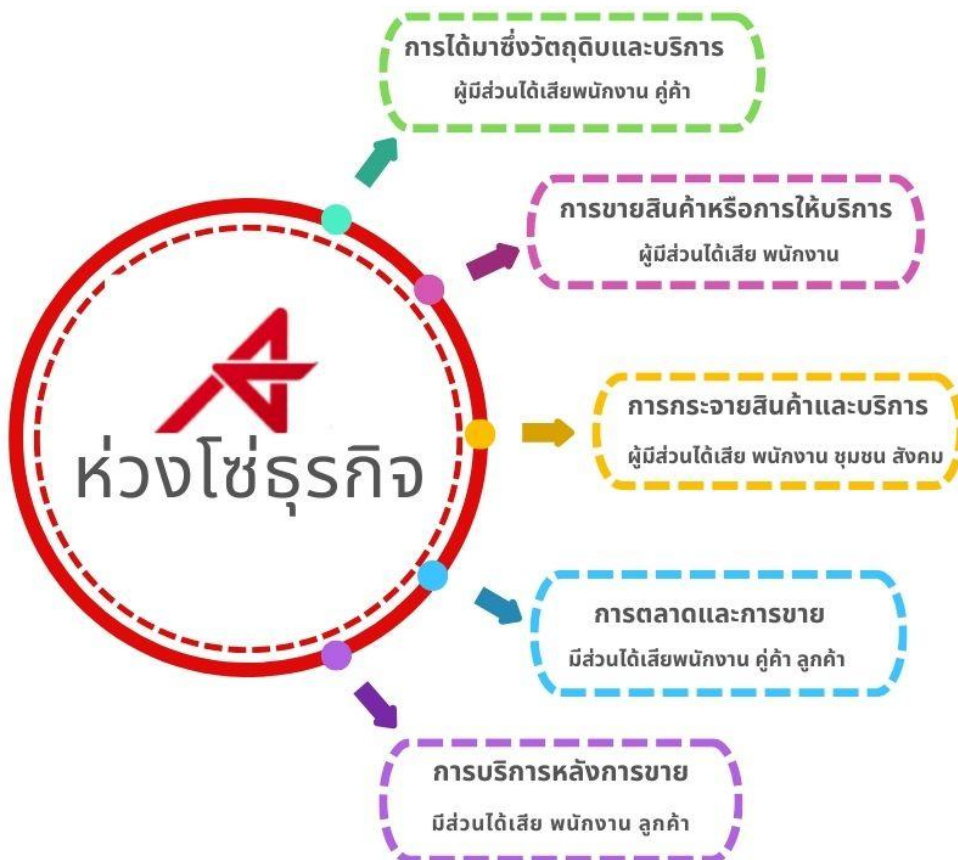 การได้มาซึ่งวัตถุดิบและบริการ
ผู้มีส่วนได้เสียพนักงาน คู่ค้า
การขายสินค้าหรือการให้บริการ
ผู้มีส่วนได้เสีย พนักงาน
ห่วงโซ่ธุรกิจ
การกระจายสินค้าและบริการ
ผู้มีส่วนได้เสีย พนักงาน ชุมชน สังคม
การตลาดและการขาย
มีส่วนได้เสียพนักงาน คู่ค้า ลูกค้า
การบริการหลังการขาย
มีส่วนได้เสีย พนักงาน ลูกค้า